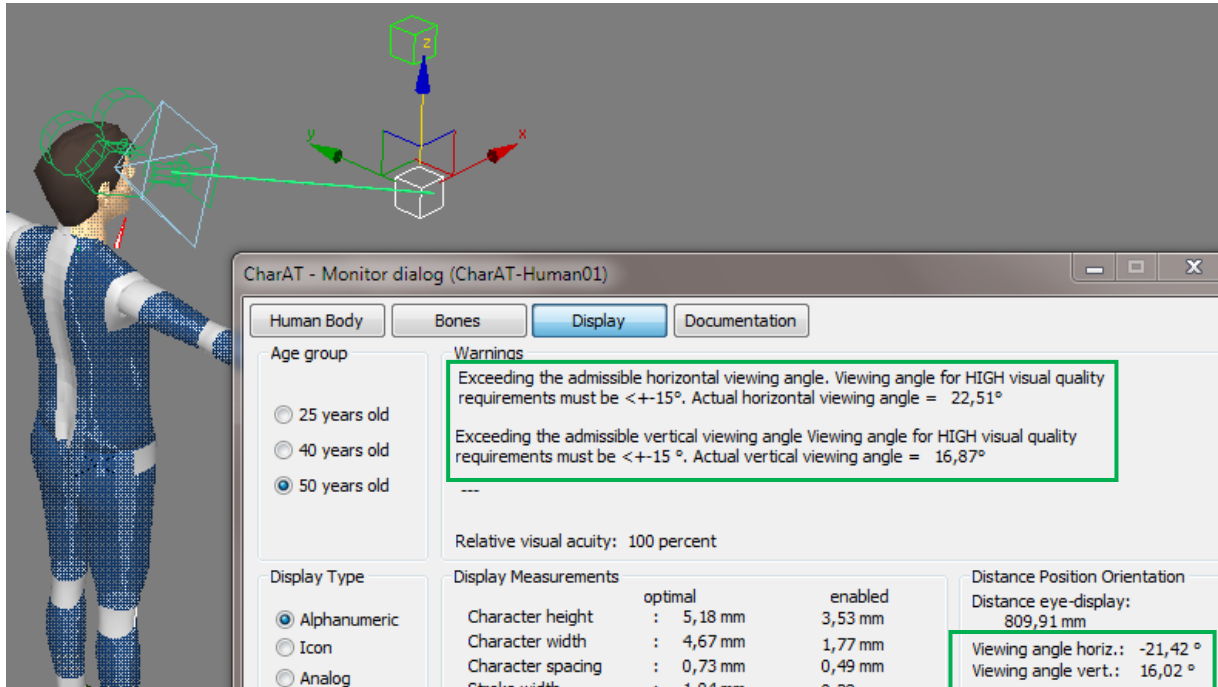 z
y
x
CharAT - Monitor dialog (CharAT-Human01)
Human Body Bones Display Documentation
Age group
25 years old
40 years old
50 years old
Warnings
Exceeding the admissible horizontal viewing angle. Viewing angle for HIGH visual quality
requirements must be <+-15°. Actual horizontal viewing angle = 22,51°
Exceeding the admissible vertical viewing angle Viewing angle for HIGH visual quality
requirements must be <+-15 °. Actual vertical viewing angle = 16,87°
---
Relative visual acuity: 100 percent
Display Type
Alphanumeric
Icon
Analog
Display Measurements
optimal enabled
Character height : 5,18 mm 3,53 mm
Character width : 4,67 mm 1,77 mm
Character spacing : 0,73 mm 0,49 mm
Distance Position Orientation
Distance eye-display:
809,91 mm
Viewing angle horiz.: -21,42 °
Viewing angle vert.: 16,02 °